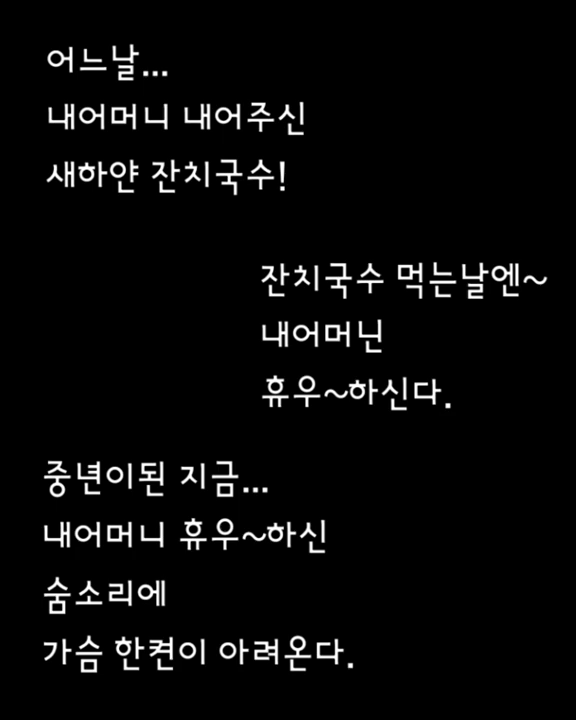 어느날...
내어머니 내어주신
새하얀 잔치국수!
잔치국수 먹는날엔~
내어머닌
휴우~하신다.
중년이된 지금...
내어머니 휴우~하신
숨소리에
가슴 한켠이 아려온다.